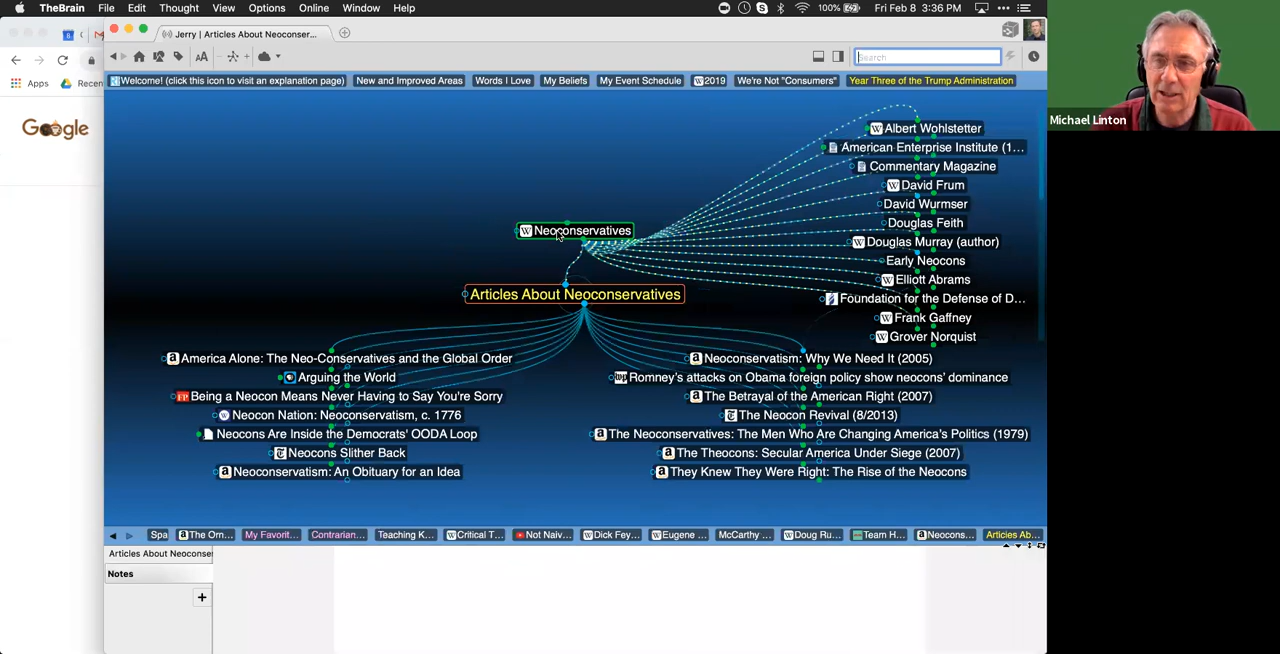 TheBrain File Edit Thought View Options Online Window Help
100% Fri Feb 8 3:36 PM
Jerry | Articles About Neoconser...
Search
Apps
Recen
Google
Welcome! (click this icon to visit an explanation page) New and Improved Areas Words I Love My Beliefs My Event Schedule 2019 We're Not "Consumers" Year Three of the Trump Administration
Michael Linton
Neoconservatives
Articles About Neoconservatives
Albert Wohlstetter
American Enterprise Institute (1...
Commentary Magazine
David Frum
David Wurmser
Douglas Feith
Douglas Murray (author)
Early Neocons
Elliott Abrams
Foundation for the Defense of D...
Frank Gaffney
Grover Norquist
America Alone: The Neo-Conservatives and the Global Order
Arguing the World
Being a Neocon Means Never Having to Say You're Sorry
Neocon Nation: Neoconservatism, c. 1776
Neocons Are Inside the Democrats' OODA Loop
Neocons Slither Back
Neoconservatism: An Obituary for an Idea
Neoconservatism: Why We Need It (2005)
Romney's attacks on Obama foreign policy show neocons' dominance
The Betrayal of the American Right (2007)
The Neocon Revival (8/2013)
The Neoconservatives: The Men Who Are Changing America's Politics (1979)
The Theocons: Secular America Under Siege (2007)
They Knew They Were Right: The Rise of the Neocons
Spa The Orn... My Favorit... Contrarian... Teaching K... Critical T... Not Naiv... Dick Fey... Eugene ... McCarthy ... Doug Ru... Team H... Neocons... Articles Ab...
Articles About Neoconse
Notes